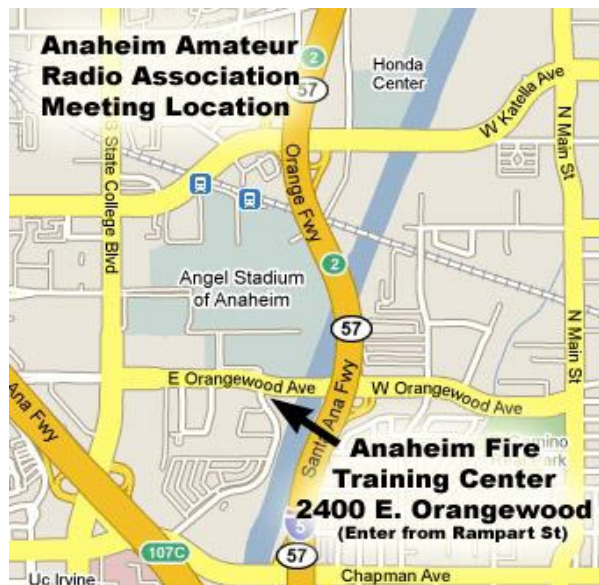 Anaheim Amateur
Radio Association
Meeting Location
2
57
Honda
Center
W Katella Ave
N Main St
State College Blvd
Orange Fwy
Angel Stadium
of Anaheim
2
57
N Main St
E Orangewood Ave
W Orangewood Ave
Ana Fwy
Santa Ana Fwy
Anaheim Fire
Training Center
2400 E. Orangewood
(Enter from Rampart St)
5
107C
57
Chapman Ave
Uc Irvine